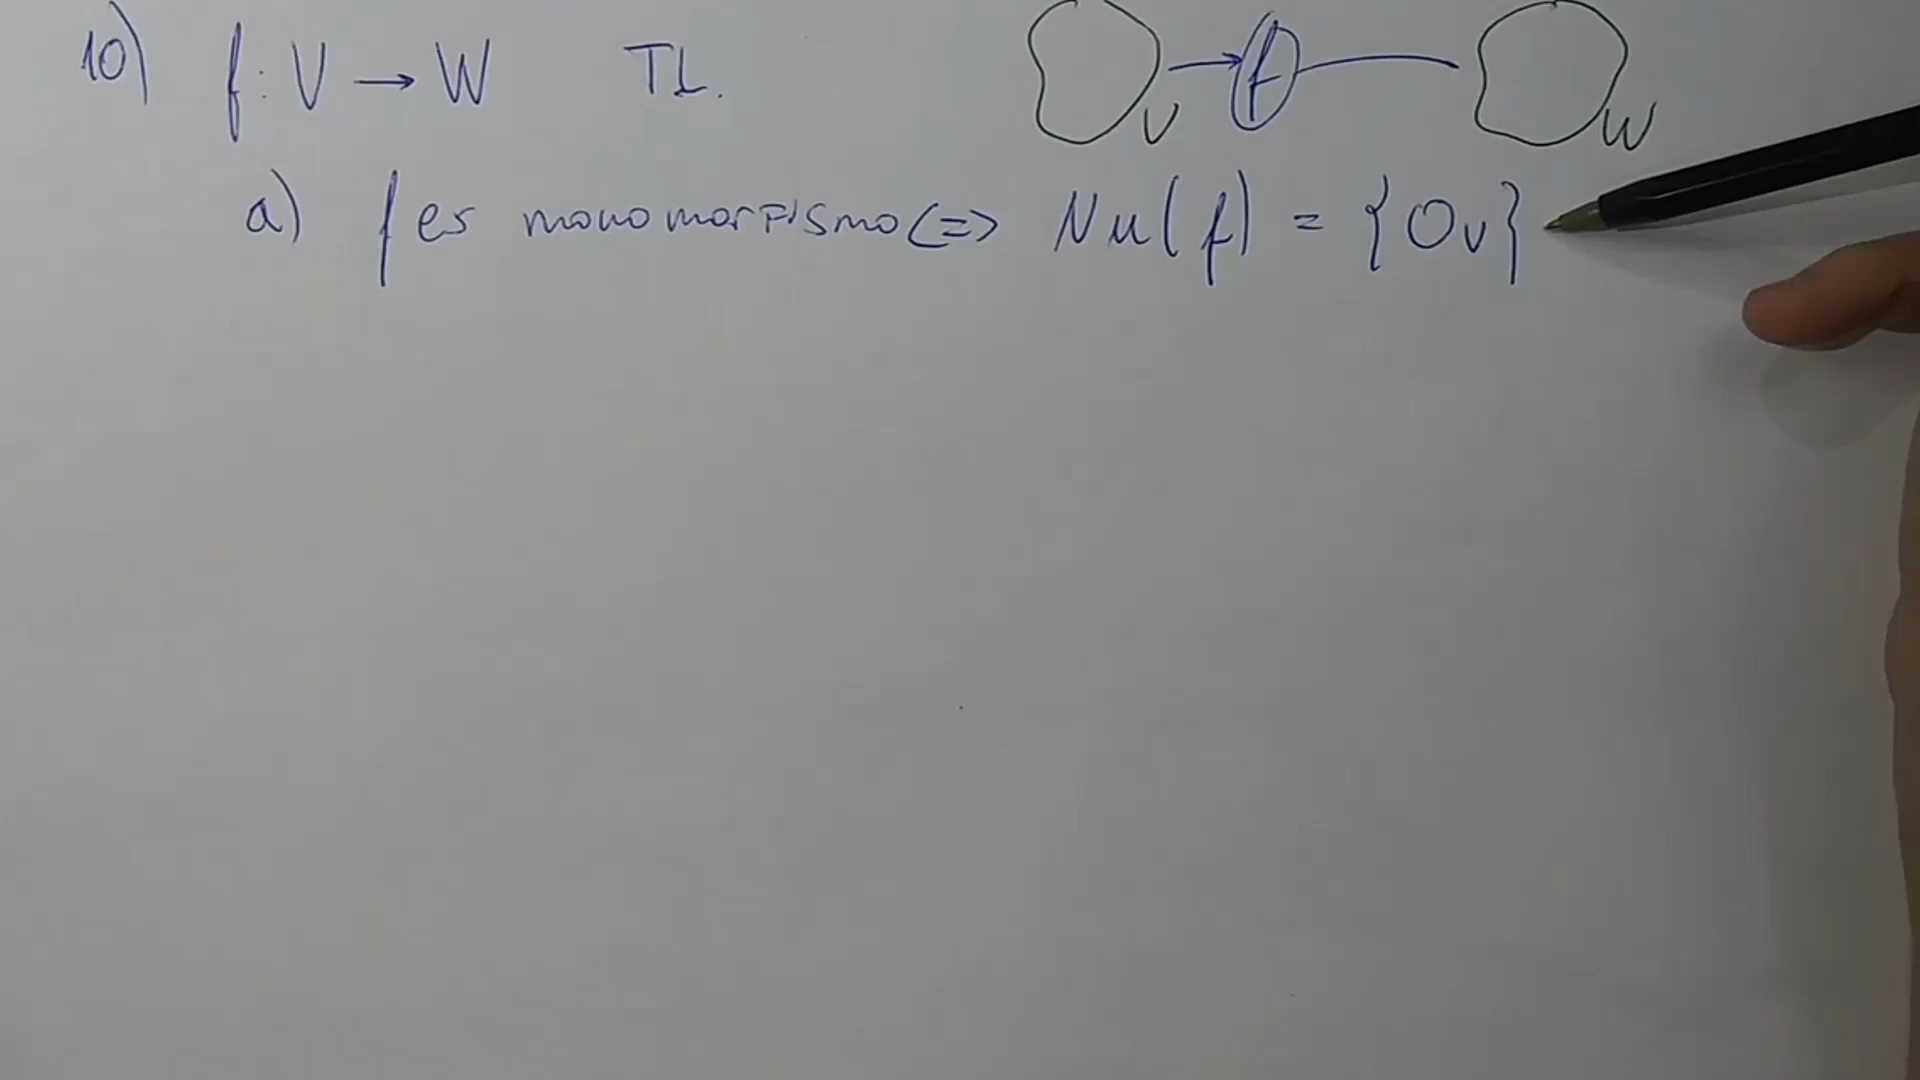 10) f: V → W TL. V f W
a) f es monomorfismo <=> Nu(f) = {0v}